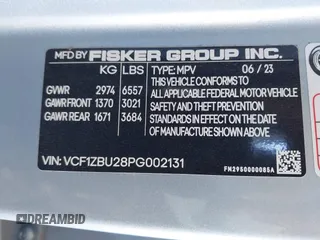 MFD BY FISKER GROUP INC.
KG LBS TYPE: MPV 06 / 23
GVWR 2974 6557
GAWR FRONT 1370 3021
GAWR REAR 1671 3684
THIS VEHICLE CONFORMS TO
ALL APPLICABLE FEDERAL MOTOR VEHICLE
SAFETY AND THEFT PREVENTION
STANDARDS IN EFFECT ON THE DATE
OF MANUFACTURE SHOWN ABOVE.
VIN: VCF1ZBU28PG002131
FM29S0000085A
DREAMBID